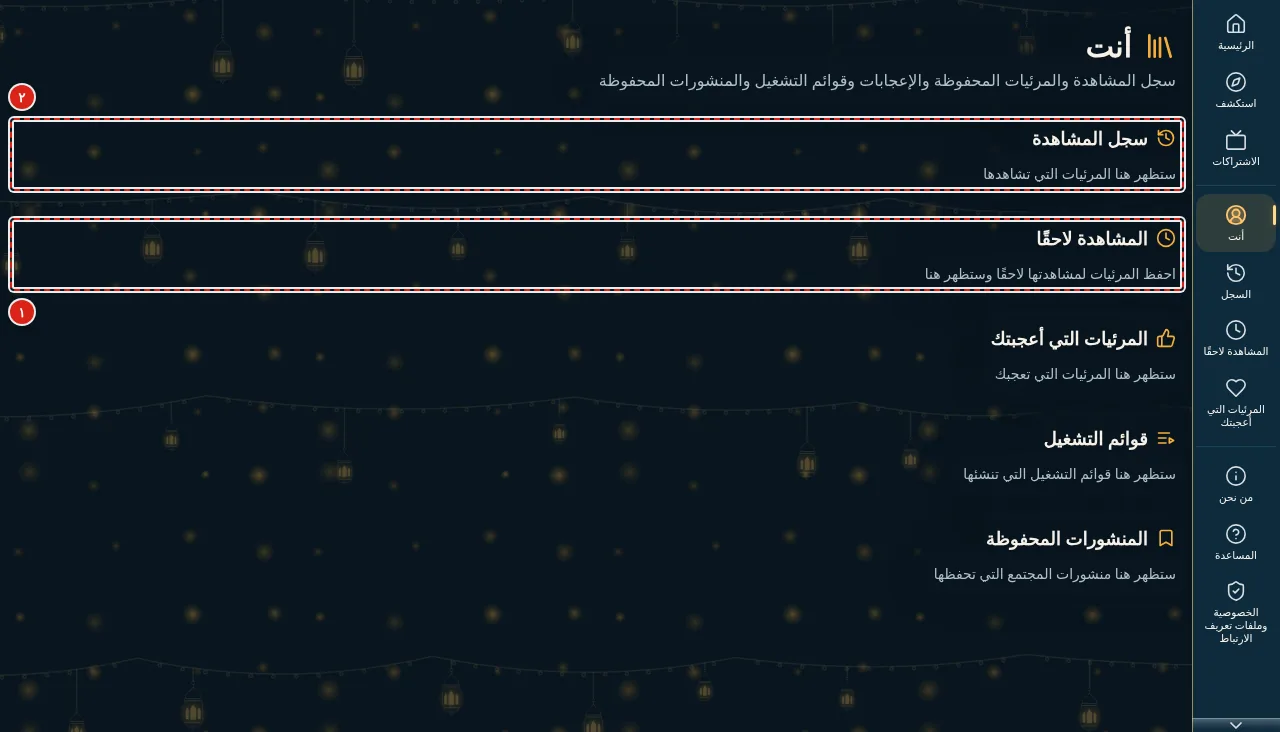 أنت
سجل المشاهدة والمرئيات المحفوظة والإعجابات وقوائم التشغيل والمنشورات المحفوظة
٢
سجل المشاهدة
ستظهر هنا المرئيات التي تشاهدها
المشاهدة لاحقًا
احفظ المرئيات لمشاهدتها لاحقًا وستظهر هنا
١
المرئيات التي أعجبتك
ستظهر هنا المرئيات التي تعجبك
قوائم التشغيل
ستظهر هنا قوائم التشغيل التي تنشئها
المنشورات المحفوظة
ستظهر هنا منشورات المجتمع التي تحفظها
الرئيسية
استكشف
الاشتراكات
أنت
السجل
المشاهدة لاحقًا
المرئيات التي
أعجبتك
من نحن
المساعدة
الخصوصية
وملفات تعريف
الارتباط